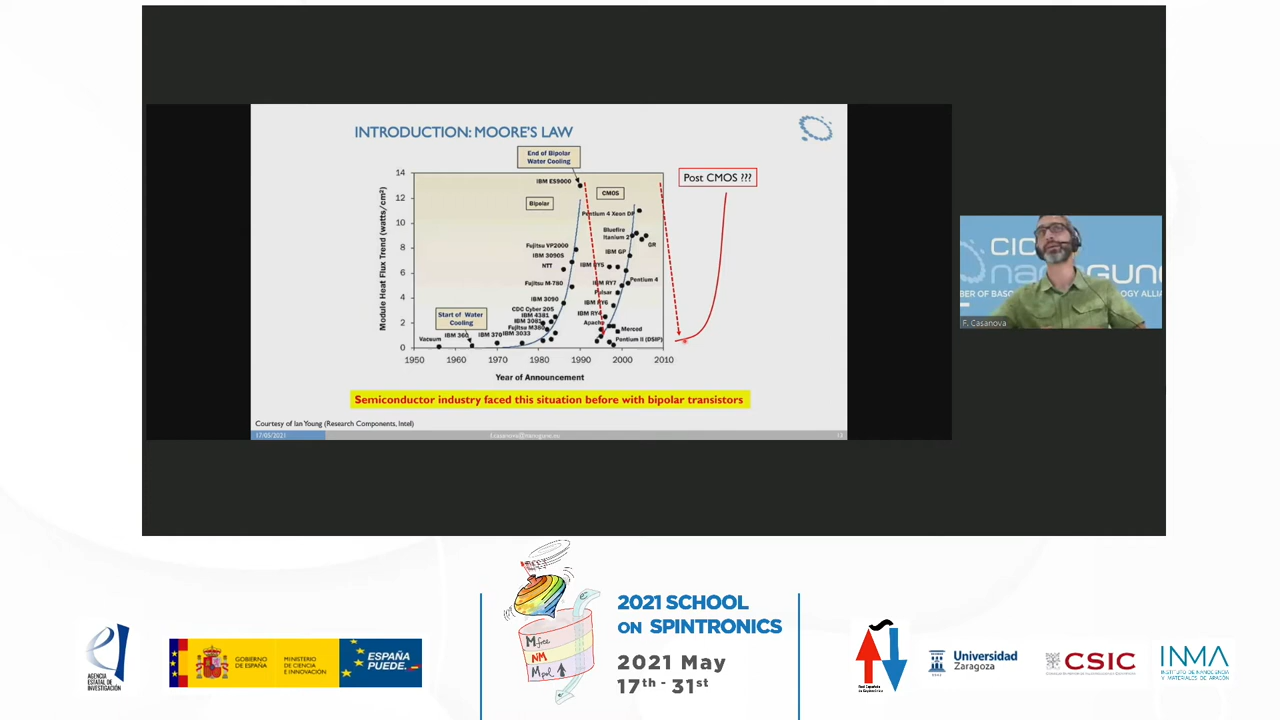 INTRODUCTION: MOORE'S LAW
End of Bipolar
Water Cooling
Post CMOS ???
Module Heat Flux Trend (watts/cm²)
14
12
10
8
6
4
2
0
IBM ES9000
CMOS
Bipolar
Pentium 4 Xeon DP
Bluefire
Itanium 2
GR
Fujitsu VP2000
IBM GP
IBM 3090S
NTT
IBM RY5
Fujitsu M-780
IBM RY7
Pentium 4
Pulsar
IBM 3090
IBM RY6
CDC Cyber 205
IBM 4381
IBM RY4
Start of Water
Cooling
IBM 3081
Apache
Fujitsu M380
Merced
IBM 360
IBM 370
IBM 3033
Vacuum
Pentium II (DSIP)
1950
1960
1970
1980
1990
2000
2010
Year of Announcement
Semiconductor industry faced this situation before with bipolar transistors
Courtesy of Ian Young (Research Components, Intel)
17/05/2021
f.casanova@nanogune.eu
CIC
nanoGUNE
F. Casanova
AGENCIA
ESTATAL DE
INVESTIGACIÓN
GOBIERNO
DE ESPAÑA
MINISTERIO
DE CIENCIA
E INNOVACIÓN
ESPAÑA
PUEDE.
e⁻
M free
NM
M pol
e⁻
2021 SCHOOL
ON SPINTRONICS
2021 May
17th - 31st
Universidad
Zaragoza
CSIC
INMA
INSTITUTO DE NANOCIENCIA
Y MATERIALES DE ARAGÓN